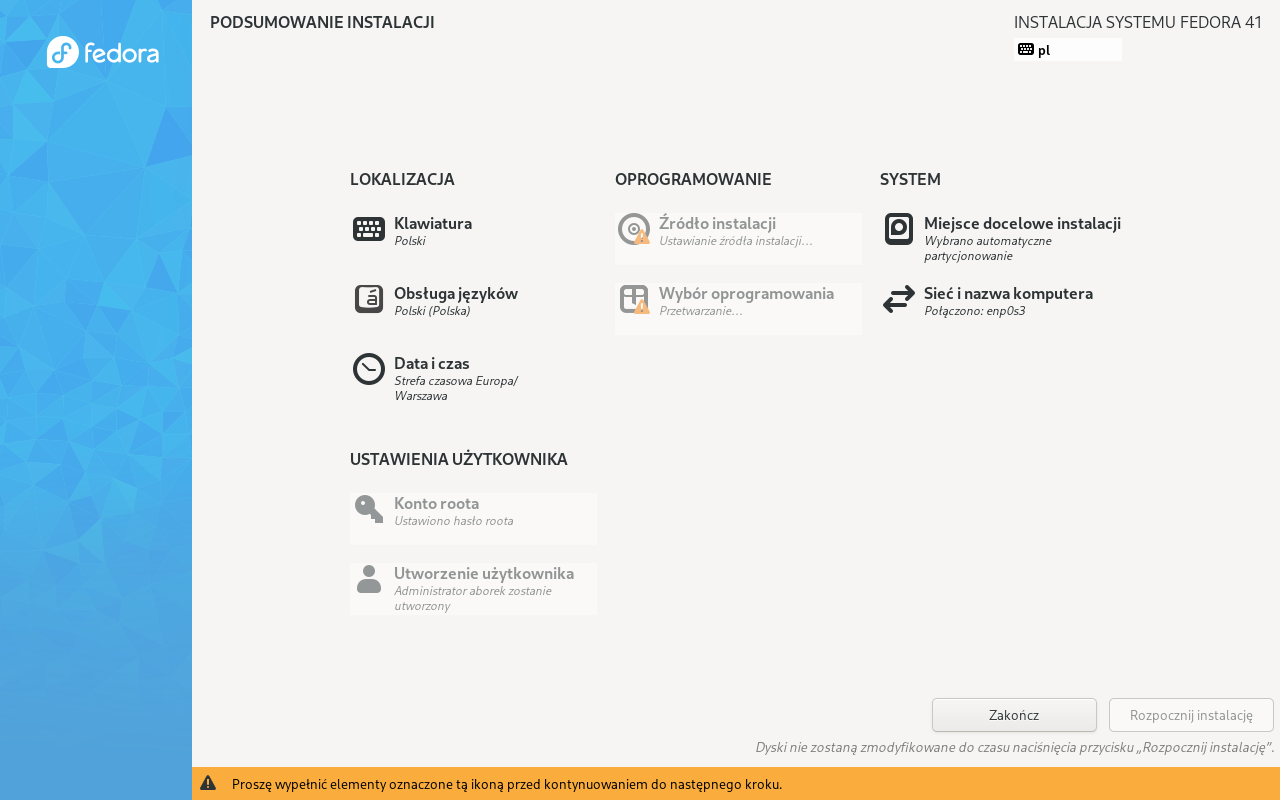 fedora
PODSUMOWANIE INSTALACJI
INSTALACJA SYSTEMU FEDORA 41
pl
LOKALIZACJA
Klawiatura
Polski
Obsługa języków
Polski (Polska)
Data i czas
Strefa czasowa Europa/
Warszawa
OPROGRAMOWANIE
Źródło instalacji
Ustawianie źródła instalacji…
Wybór oprogramowania
Przetwarzanie…
SYSTEM
Miejsce docelowe instalacji
Wybrano automatyczne
partycjonowanie
Sieć i nazwa komputera
Połączono: enp0s3
USTAWIENIA UŻYTKOWNIKA
Konto roota
Ustawiono hasło roota
Utworzenie użytkownika
Administrator aborek zostanie
utworzony
Zakończ
Rozpocznij instalację
Dyski nie zostaną zmodyfikowane do czasu naciśnięcia przycisku „Rozpocznij instalację”.
Proszę wypełnić elementy oznaczone tą ikoną przed kontynuowaniem do następnego kroku.